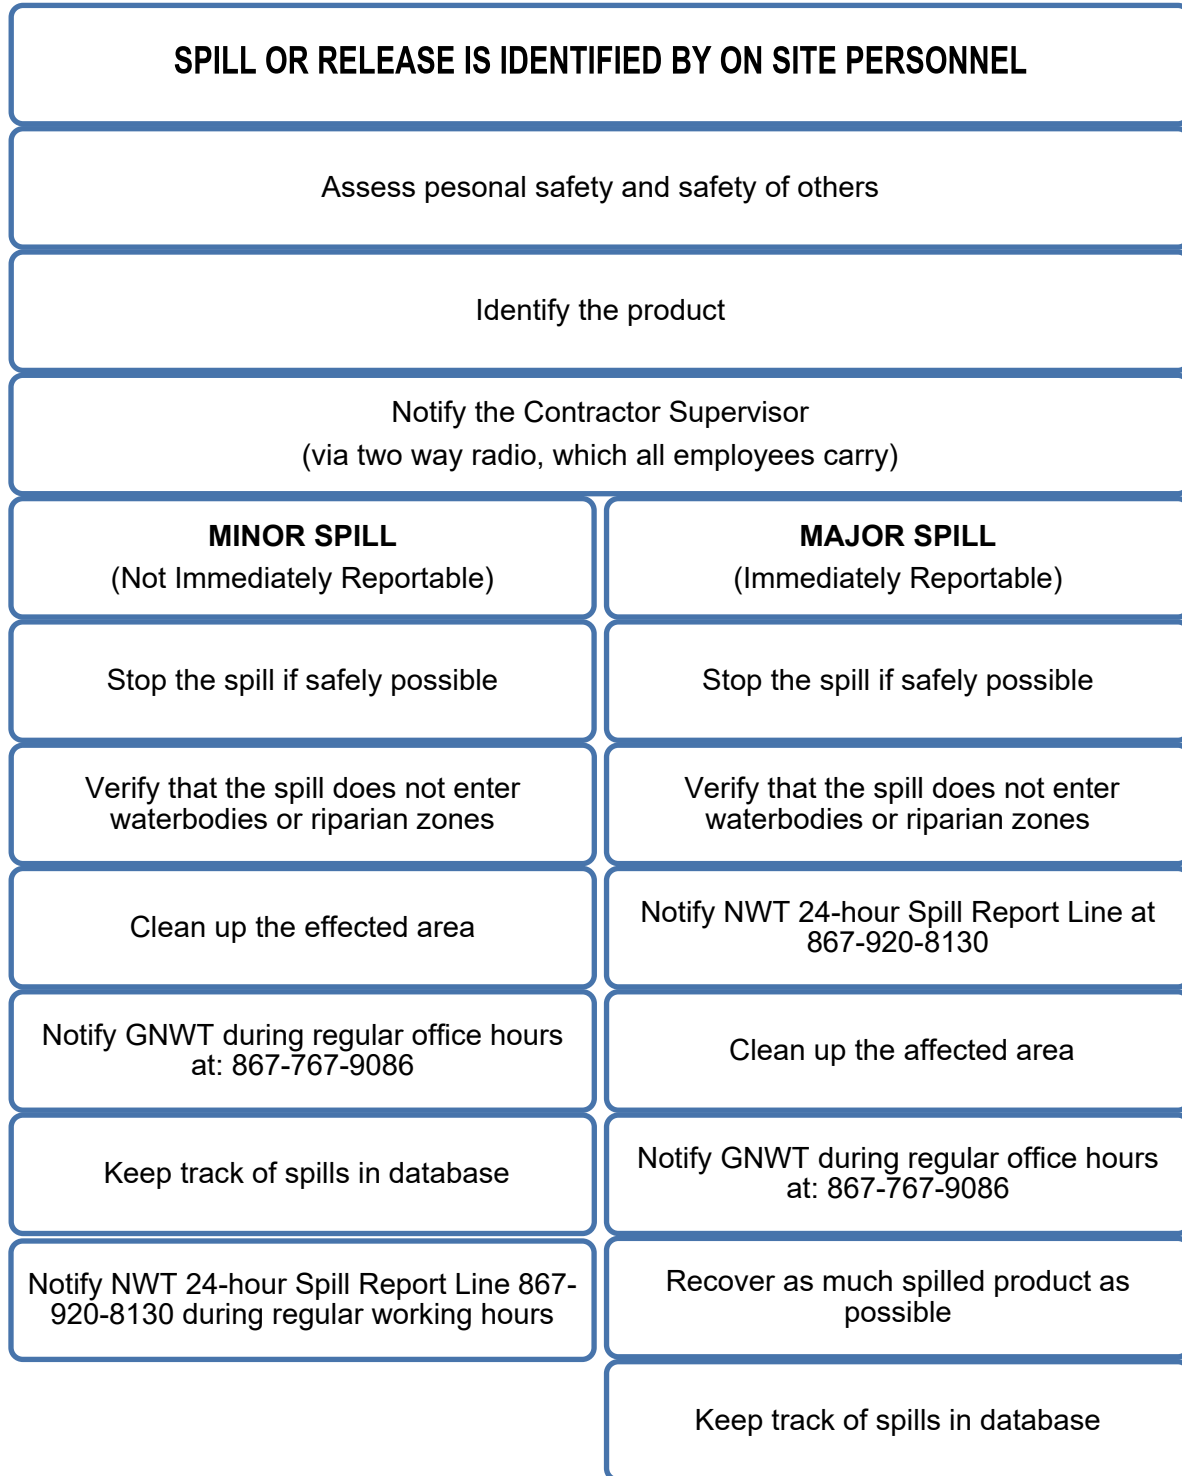 SPILL OR RELEASE IS IDENTIFIED BY ON SITE PERSONNEL
Assess pesonal safety and safety of others
Identify the product
Notify the Contractor Supervisor
(via two way radio, which all employees carry)
MINOR SPILL
(Not Immediately Reportable)
Stop the spill if safely possible
Verify that the spill does not enter
waterbodies or riparian zones
Clean up the effected area
Notify GNWT during regular office hours
at: 867-767-9086
Keep track of spills in database
Notify NWT 24-hour Spill Report Line 867-
920-8130 during regular working hours
MAJOR SPILL
(Immediately Reportable)
Stop the spill if safely possible
Verify that the spill does not enter
waterbodies or riparian zones
Notify NWT 24-hour Spill Report Line at
867-920-8130
Clean up the affected area
Notify GNWT during regular office hours
at: 867-767-9086
Recover as much spilled product as
possible
Keep track of spills in database